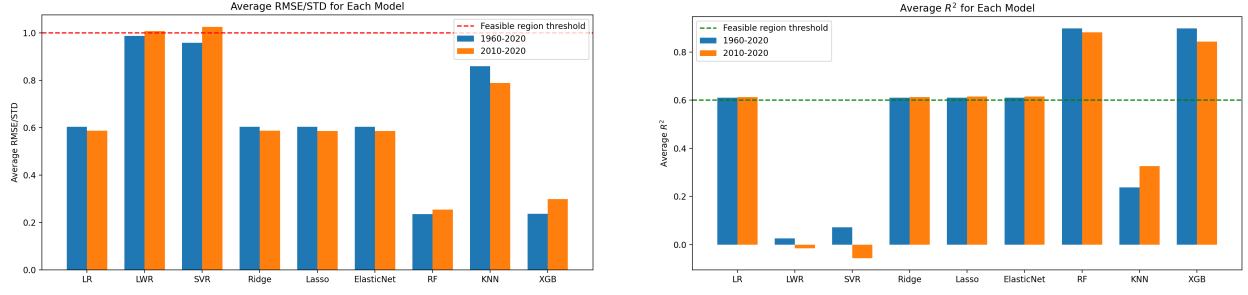 Average RMSE/STD for Each Model
Feasible region threshold
1960-2020
2010-2020
Average RMSE/STD
1.0
0.8
0.6
0.4
0.2
0.0
LR LWR SVR Ridge Lasso ElasticNet RF KNN XGB
Average R² for Each Model
Feasible region threshold
1960-2020
2010-2020
Average R²
0.8
0.6
0.4
0.2
0.0
LR LWR SVR Ridge Lasso ElasticNet RF KNN XGB